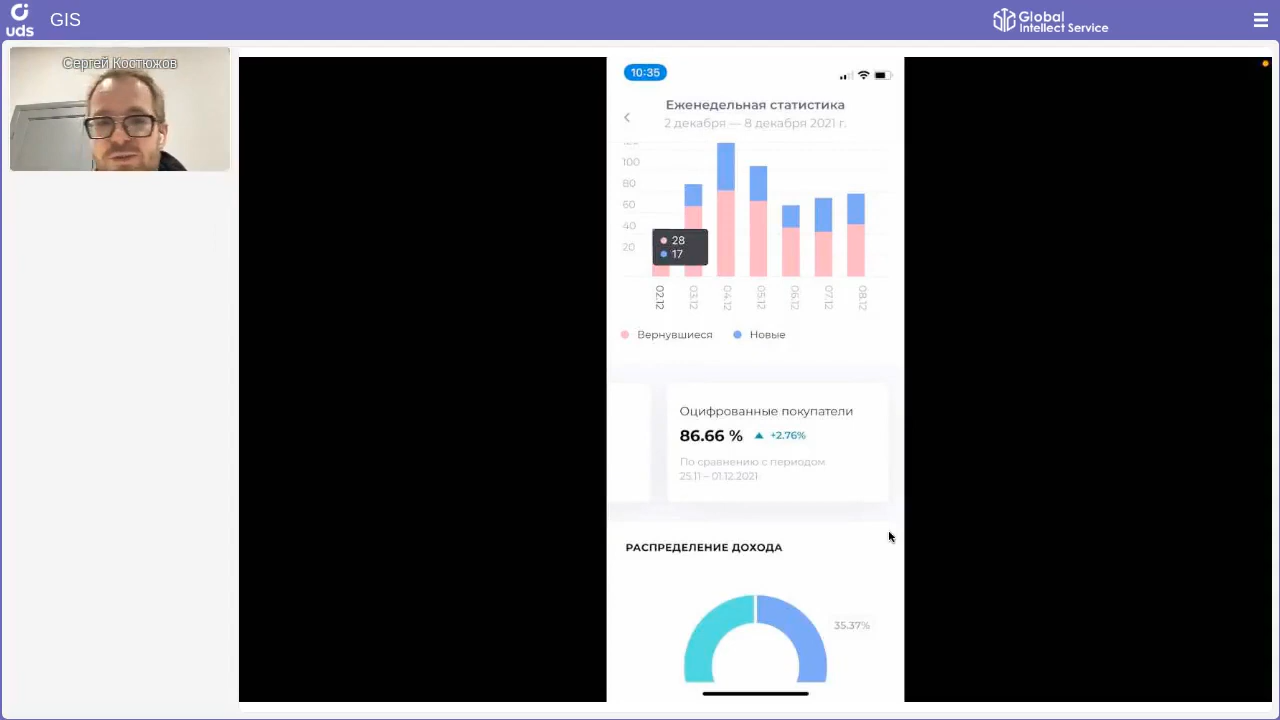 uds
GIS
Global
Intellect Service
Сергей Костюжов
10:35
Еженедельная статистика
2 декабря — 8 декабря 2021 г.
100
80
60
40
20
28
17
02.12
03.12
04.12
05.12
06.12
07.12
08.12
Вернувшиеся
Новые
Оцифрованные покупатели
86.66 %
+2.76%
По сравнению с периодом
25.11 – 01.12.2021
РАСПРЕДЕЛЕНИЕ ДОХОДА
35.37%